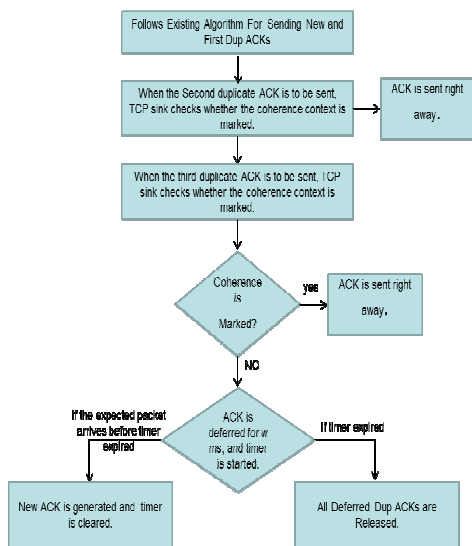 Follows Existing Algorithm For Sending New and
First Dup ACKs
When the Second duplicate ACK is to be sent,
TCP sink checks whether the coherence context is
marked.
ACK is sent right
away.
When the third duplicate ACK is to be sent, TCP
sink checks whether the coherence context is
marked.
Coherence
is
Marked?
yes
ACK is sent right
away.
NO
If the expected packet
arrives before timer
expired
ACK is
deferred for w
ms, and timer
is started.
If timer expired
New ACK is generated and timer
is cleared.
All Deferred Dup ACKs are
Released.